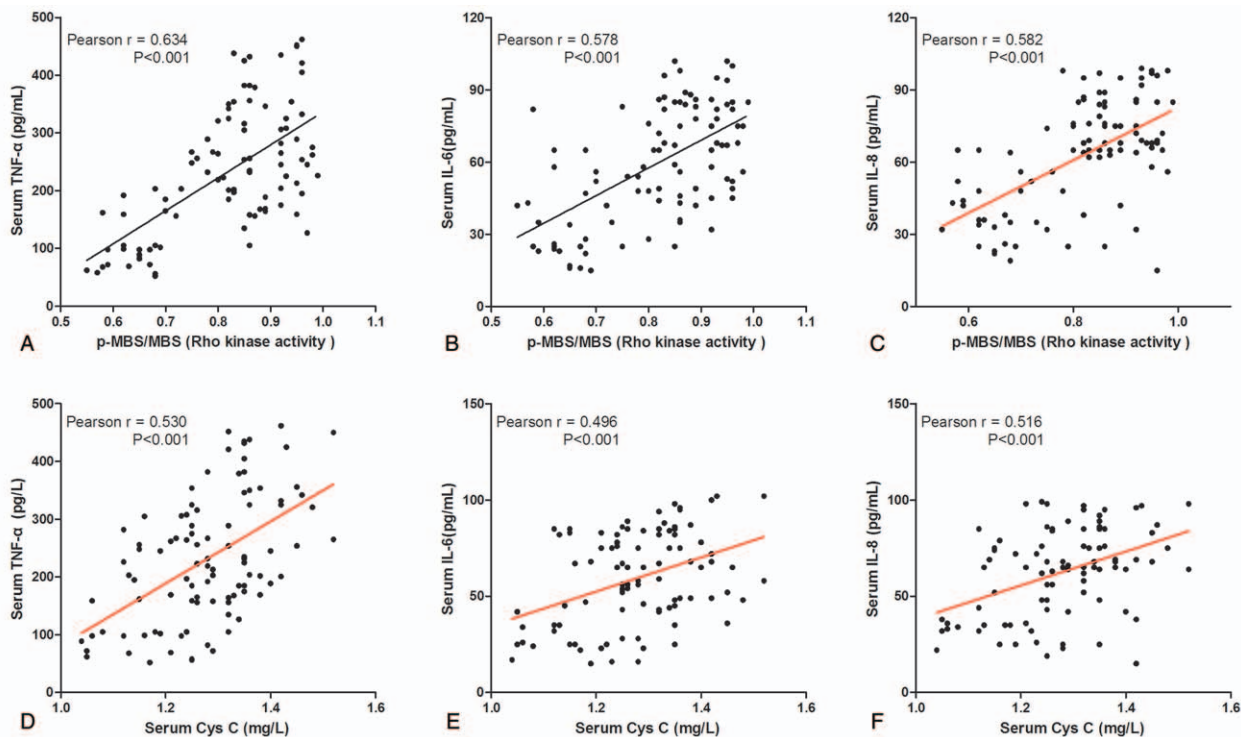 500
400
300
200
100
0
Serum TNF-α (pg/mL)
Pearson r = 0.634
P<0.001
0.5 0.6 0.7 0.8 0.9 1.0 1.1
A
p-MBS/MBS ( Rho kinase activity )
120
90
60
30
0
Serum IL-6(pg/mL)
Pearson r = 0.578
P<0.001
0.5 0.6 0.7 0.8 0.9 1.0 1.1
B
p-MBS/MBS ( Rho kinase activity )
120
90
60
30
0
Serum IL-8 (pg/mL)
Pearson r = 0.582
P<0.001
0.6 0.8 1.0
C
p-MBS/MBS ( Rho kinase activity )
500
400
300
200
100
0
Serum TNF-α (pg/L)
Pearson r = 0.530
P<0.001
1.0 1.2 1.4 1.6
D
Serum Cys C (mg/L)
150
100
50
0
Serum IL-6(pg/mL)
Pearson r = 0.496
P<0.001
1.0 1.2 1.4 1.6
E
Serum Cys C (mg/L)
150
100
50
0
Serum IL-8 (pg/mL)
Pearson r = 0.516
P<0.001
1.0 1.2 1.4 1.6
F
Serum Cys C (mg/L)